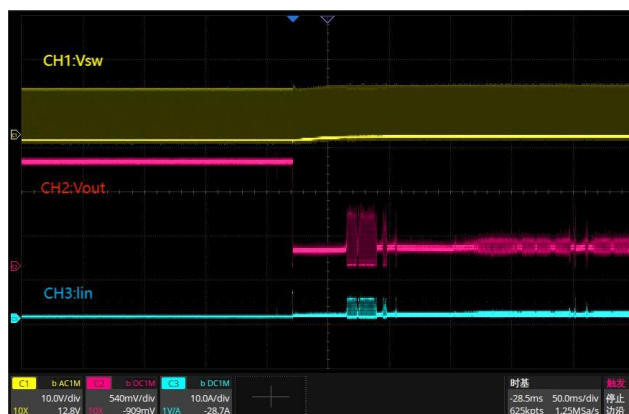 CH1:Vsw
CH2:Vout
CH3:Iin
C1 b AC1M
10.0V/div
10X 12.8V
C2 b DC1M
540mV/div
10X -909mV
C3 b DC1M
10.0A/div
1V/A -28.7A
时基
-28.5ms 50.0ms/div
625kpts 1.25MSa/s
触发
停止
边沿